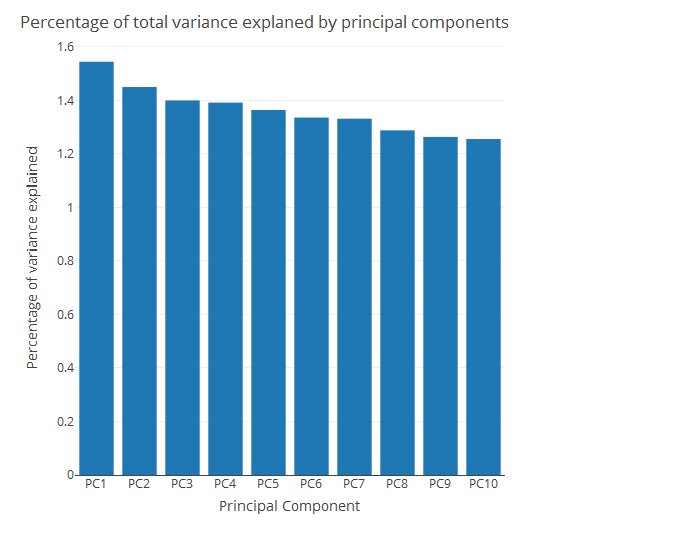 Percentage of total variance explaned by principal components
1.6
1.4
1.2
1
0.8
0.6
0.4
0.2
0
Percentage of variance explained
PC1 PC2 PC3 PC4 PC5 PC6 PC7 PC8 PC9 PC10
Principal Component